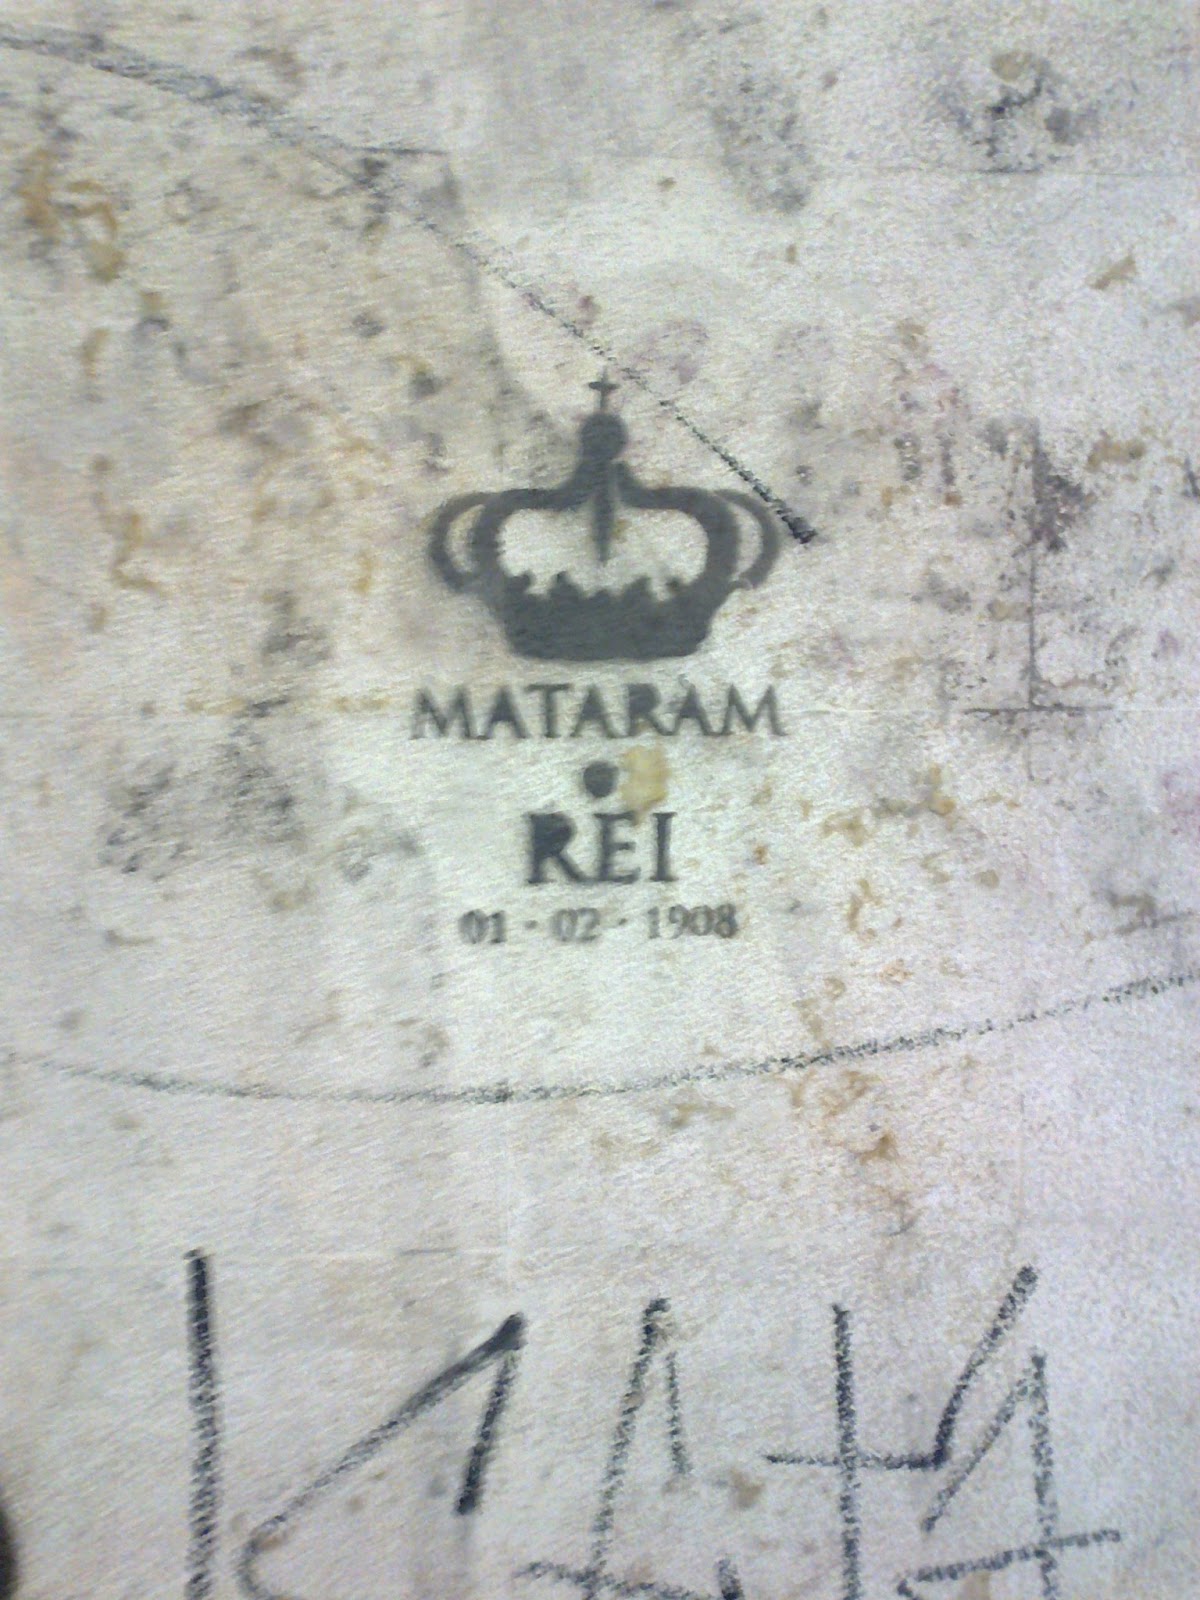 MATARAM
•
REI
01 · 02 · 1908